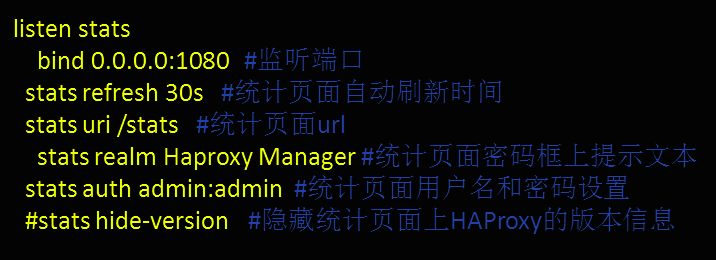 listen stats
bind 0.0.0.0:1080 #监听端口
stats refresh 30s #统计页面自动刷新时间
stats uri /stats #统计页面url
stats realm Haproxy Manager #统计页面密码框上提示文本
stats auth admin:admin #统计页面用户名和密码设置
#stats hide-version #隐藏统计页面上HAProxy的版本信息